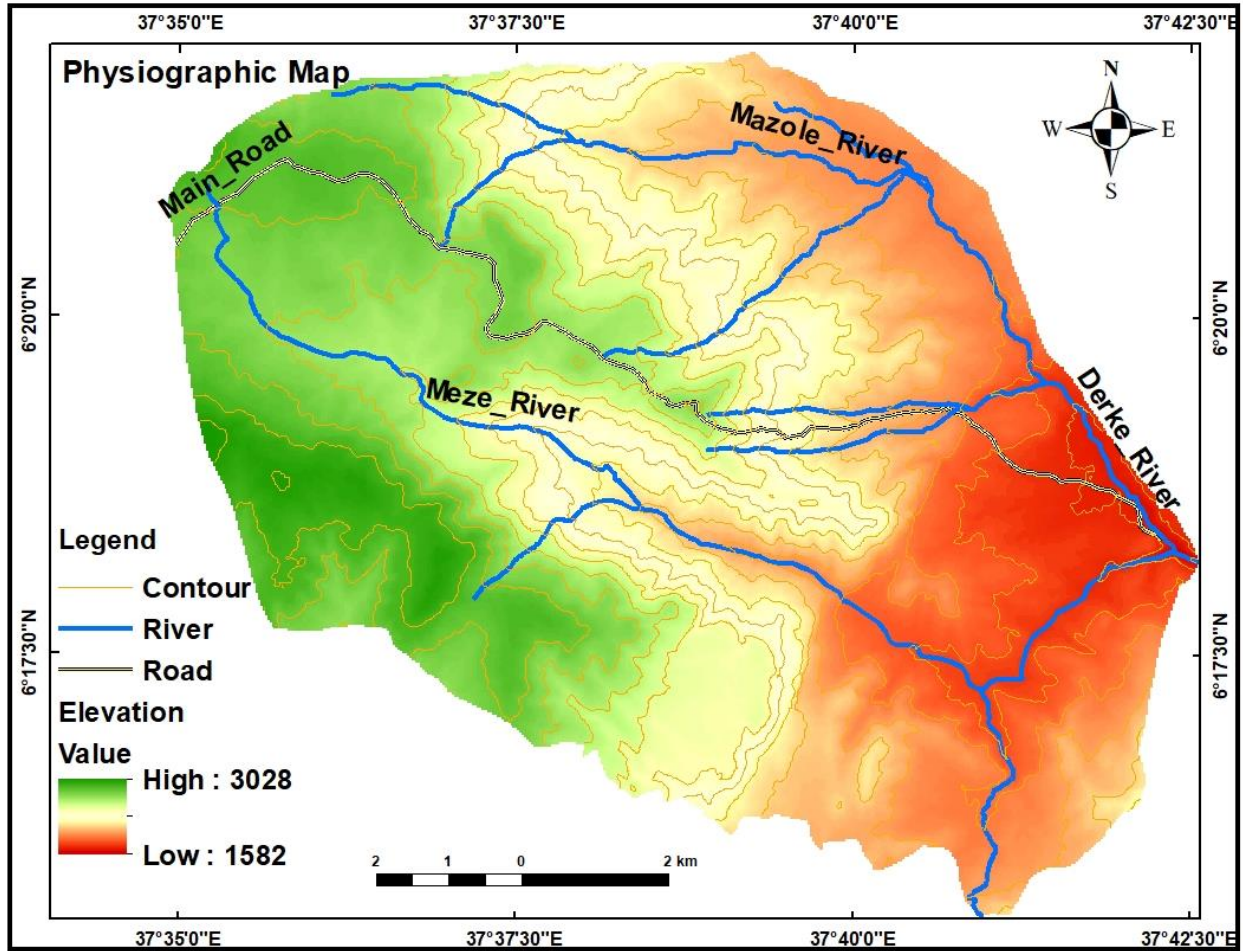 37°35'0"E 37°37'30"E 37°40'0"E 37°42'30"E
Physiographic Map
N
W E
S
Mazole_River
Main_Road
6°20'0"N 6°20'0"N
Meze_River
Derke_River
Legend
Contour
River
Road
6°17'30"N 6°17'30"N
Elevation
Value
High : 3028
Low : 1582
2 1 0 2 km
37°35'0"E 37°37'30"E 37°40'0"E 37°42'30"E